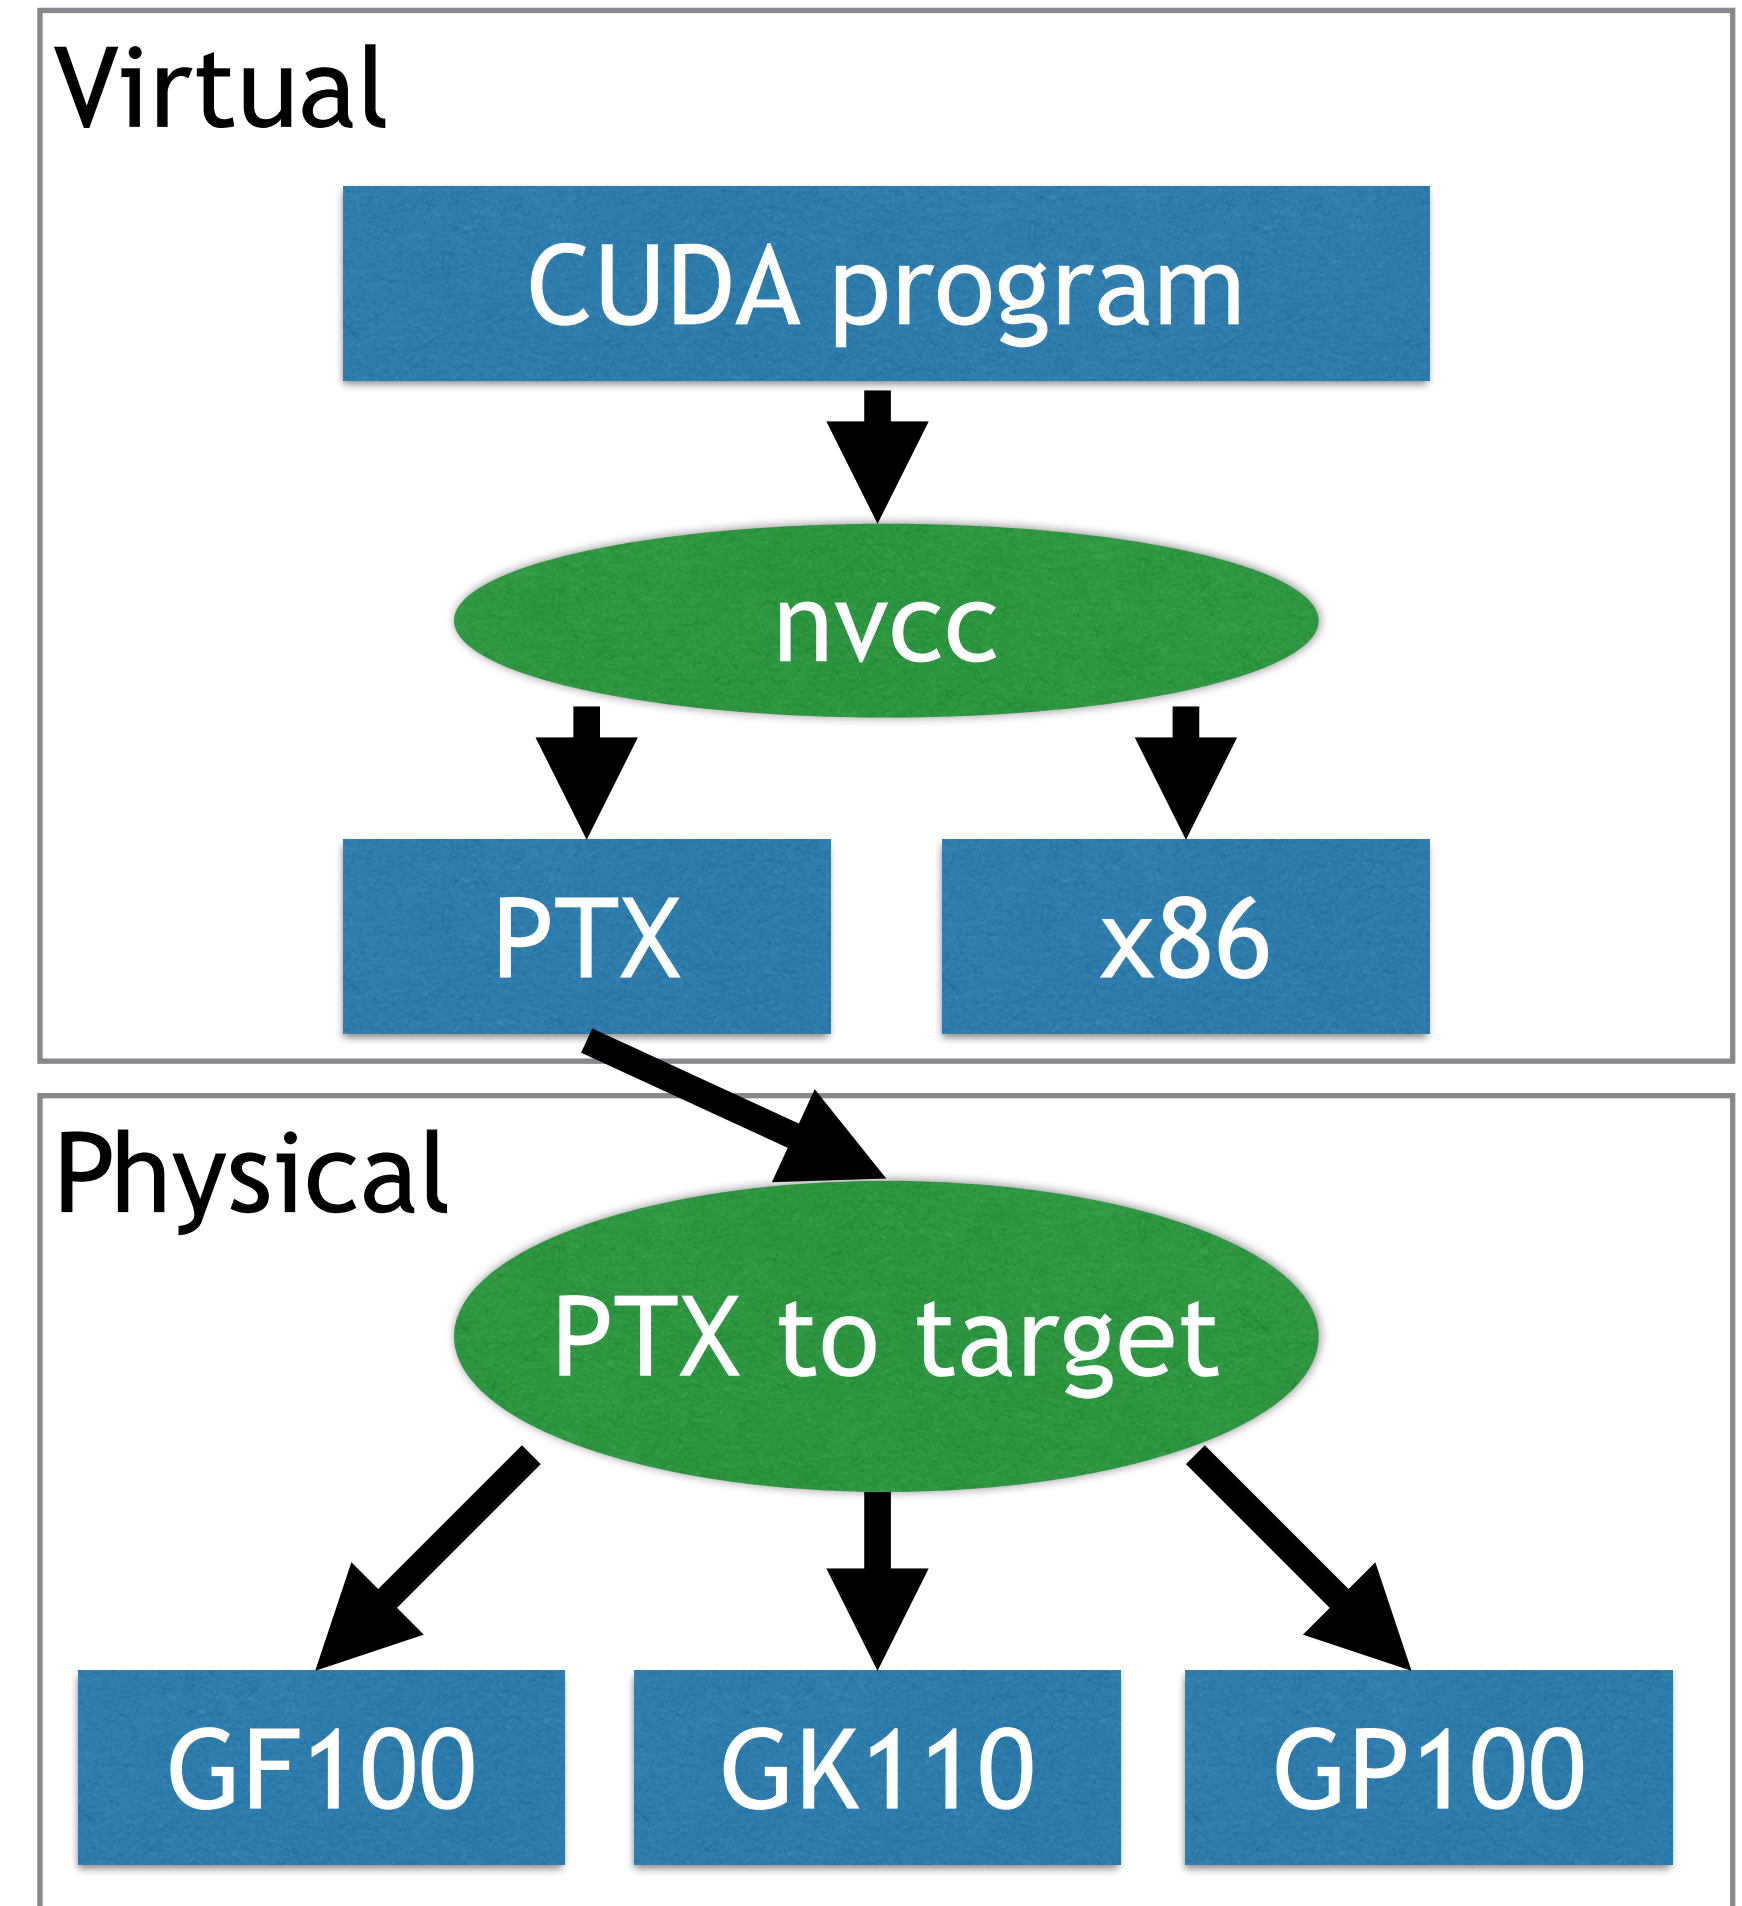 Virtual
CUDA program
nvcc
PTX
x86
Physical
PTX to target
GF100
GK110
GP100